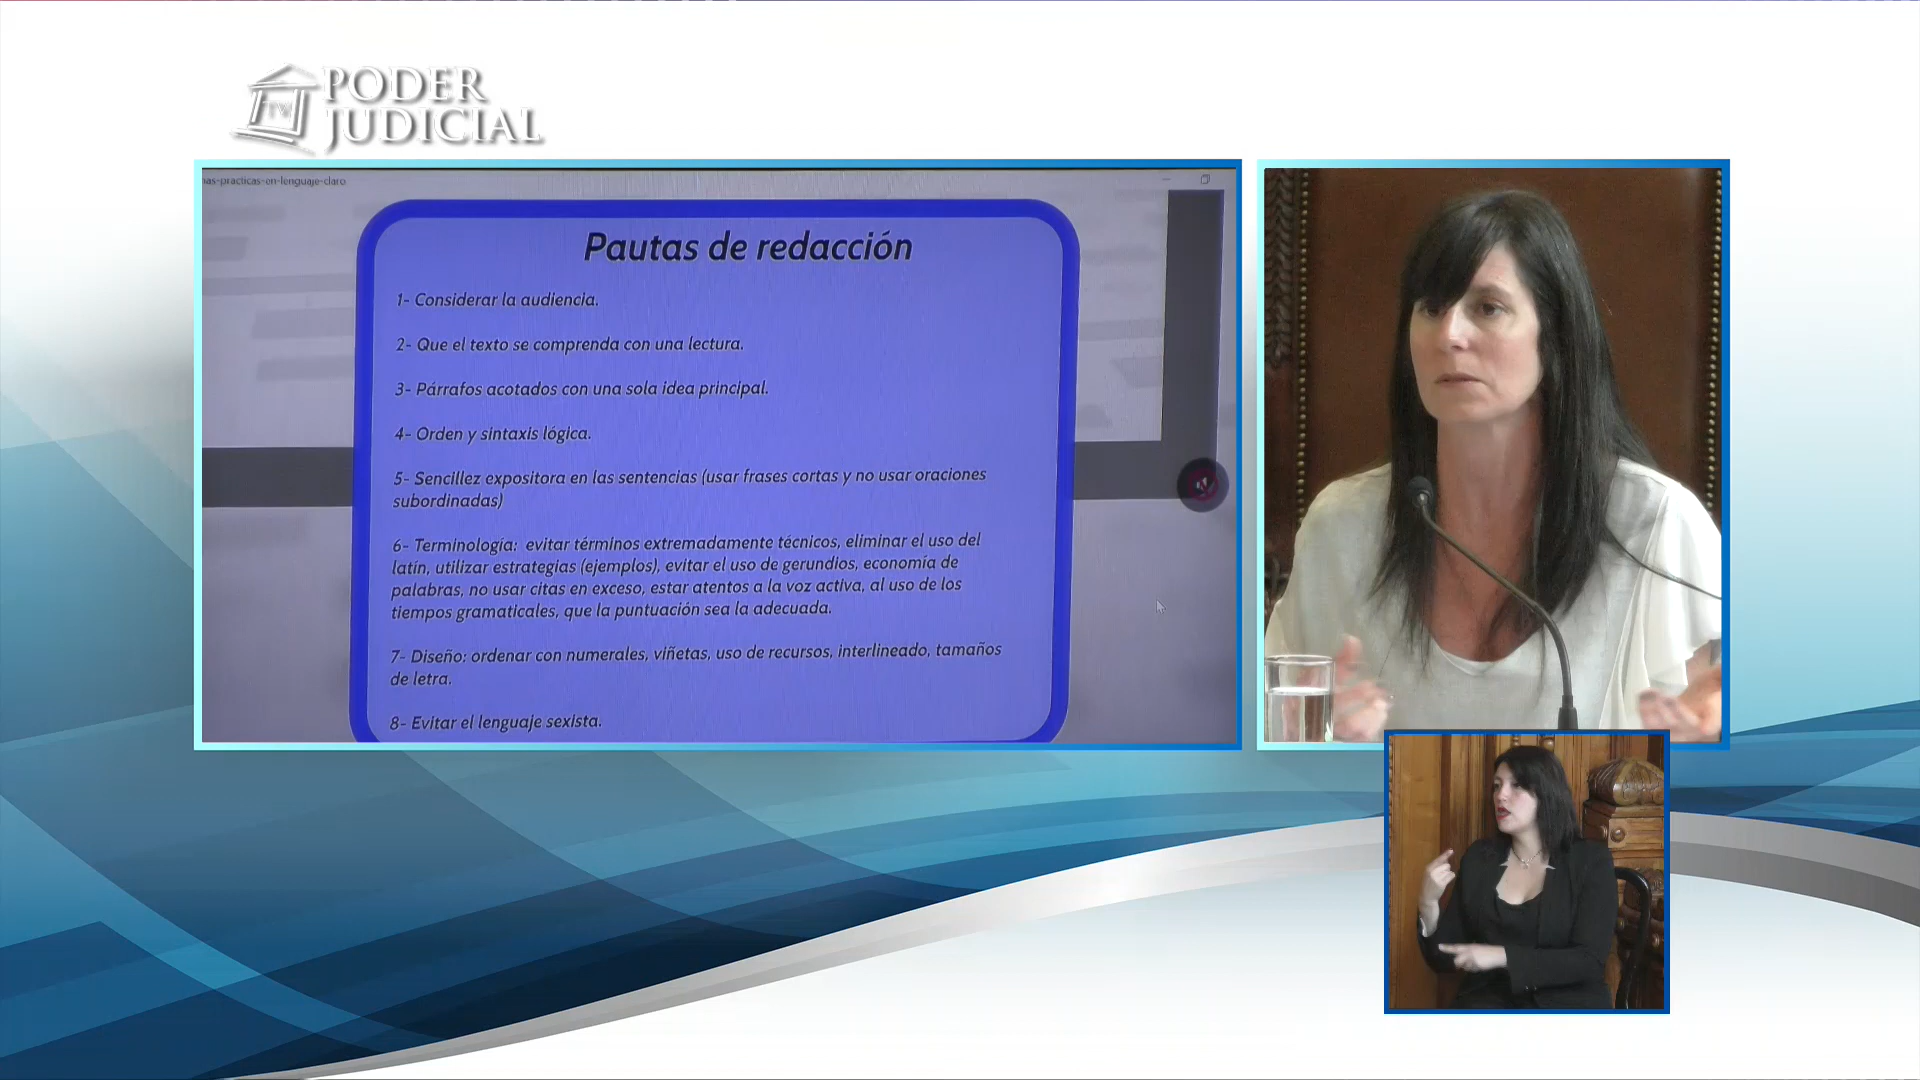 PODER
JUDICIAL
TV
nas-practicas-en-lenguaje-claro
Pautas de redacción
1- Considerar la audiencia.
2- Que el texto se comprenda con una lectura.
3- Párrafos acotados con una sola idea principal.
4- Orden y sintaxis lógica.
5- Sencillez expositora en las sentencias (usar frases cortas y no usar oraciones
subordinadas)
6- Terminología: evitar términos extremadamente técnicos, eliminar el uso del
latín, utilizar estrategias (ejemplos), evitar el uso de gerundios, economía de
palabras, no usar citas en exceso, estar atentos a la voz activa, al uso de los
tiempos gramaticales, que la puntuación sea la adecuada.
7- Diseño: ordenar con numerales, viñetas, uso de recursos, interlineado, tamaños
de letra.
8- Evitar el lenguaje sexista.